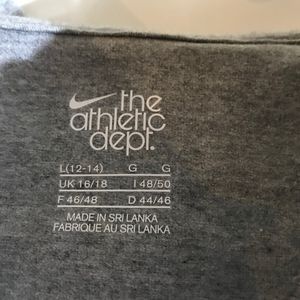 the
athletic
dept.
L(12-14) G G
UK 16/18 I 48/50
F 46/48 D 44/46
MADE IN SRI LANKA
FABRIQUE AU SRI LANKA